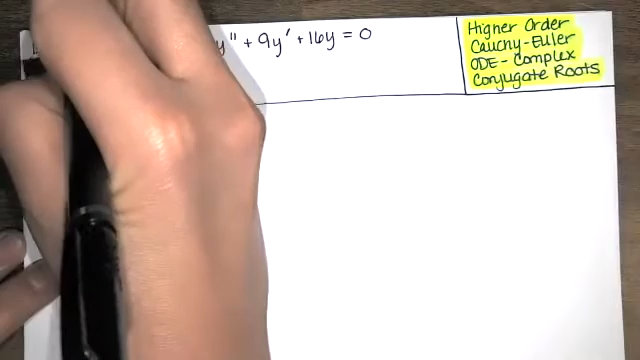 y" + 9y' + 16y = 0
Higher Order
Cauchy-Euler
ODE- Complex
Conjugate Roots